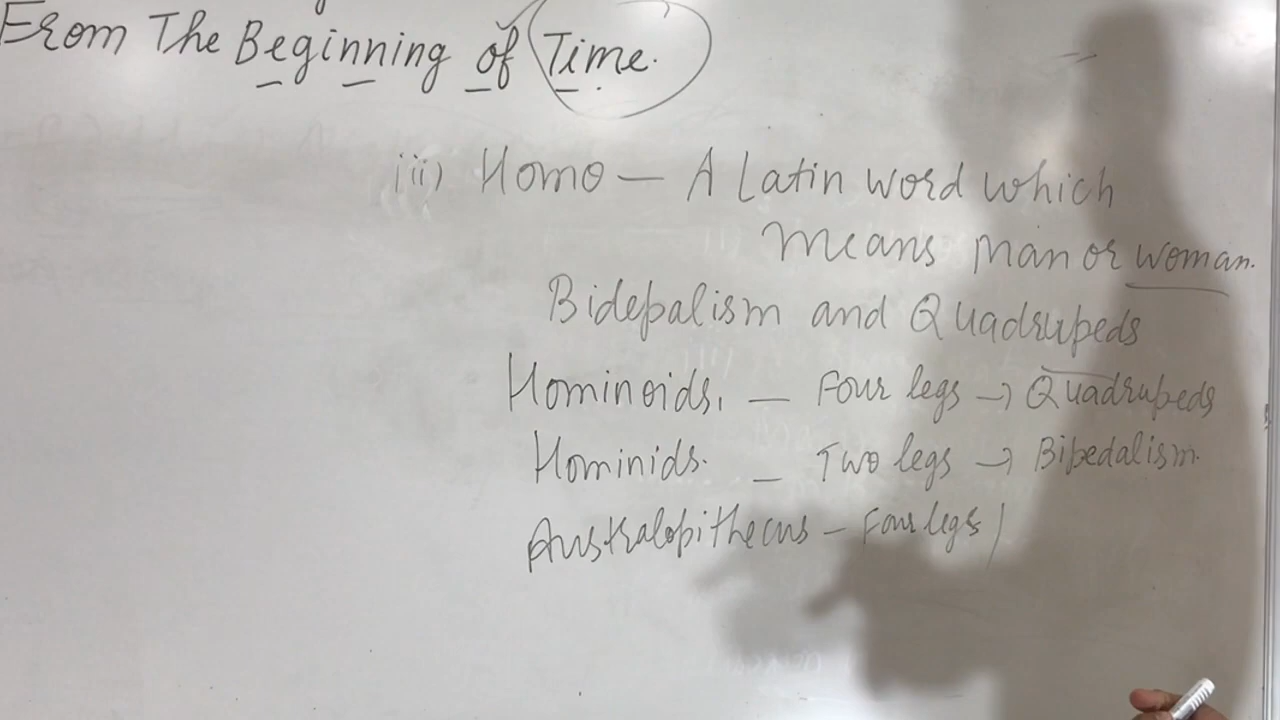 From The Beginning of Time.
iii) Homo — A Latin word which
means man or woman.
Bidepalism and Quadrupeds
Hominoids. — Four legs → Quadrupeds
Hominids. — Two legs → Bipedalism.
Australopithecus — Four legs /